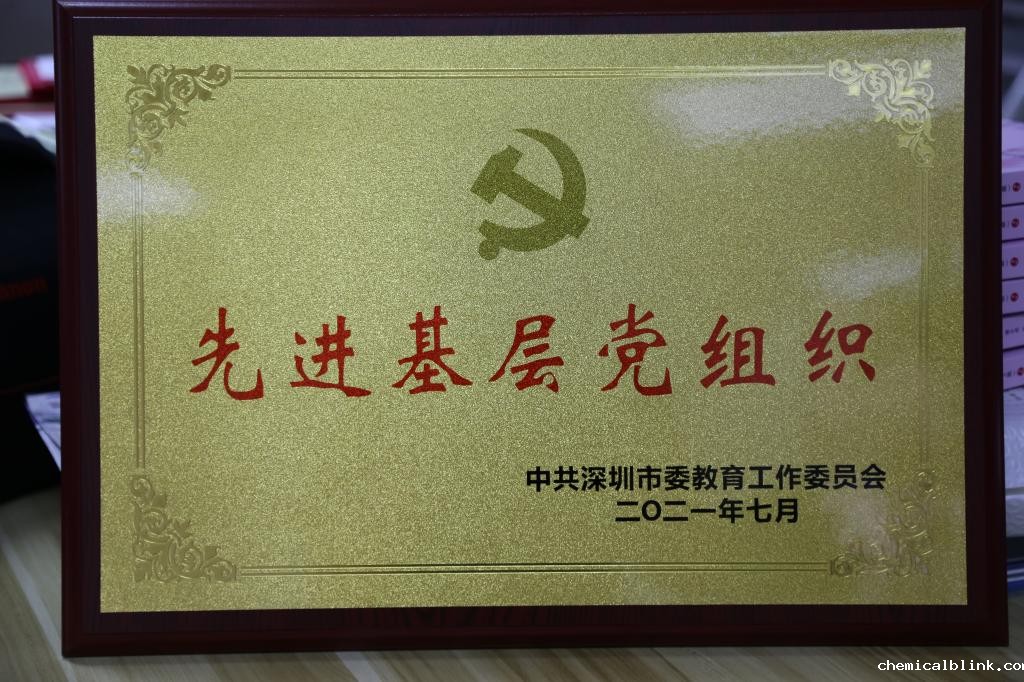 先进基层党组织
中共深圳市委教育工作委员会
二〇二一年七月
chemicalblink.com